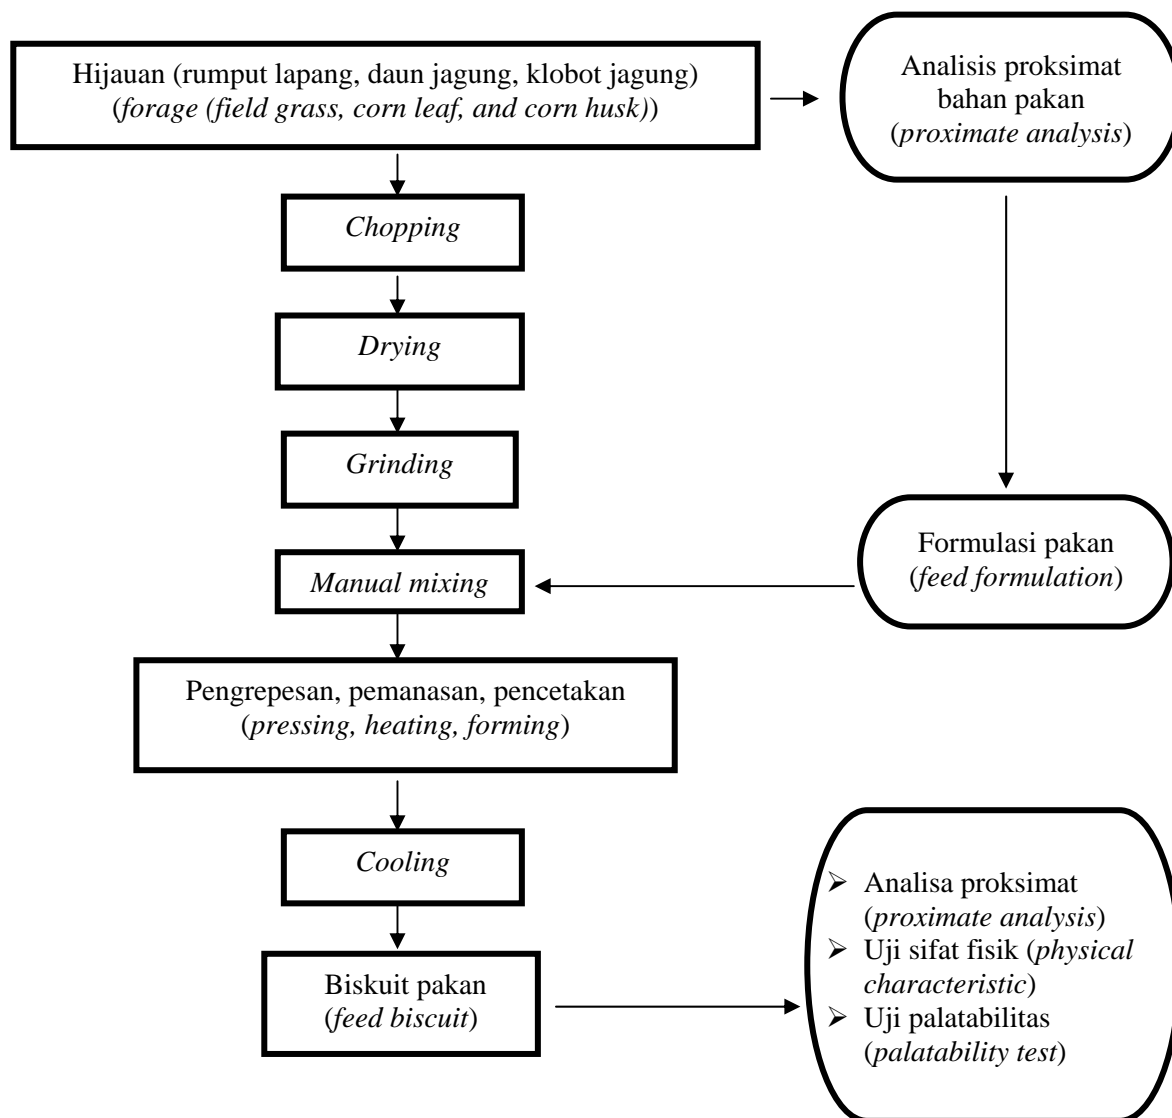 Hijauan (rumput lapang, daun jagung, klobot jagung)
(forage (field grass, corn leaf, and corn husk))
Analisis proksimat
bahan pakan
(proximate analysis)
Chopping
Drying
Grinding
Manual mixing
Formulasi pakan
(feed formulation)
Pengrepesan, pemanasan, pencetakan
(pressing, heating, forming)
Cooling
Biskuit pakan
(feed biscuit)
➢ Analisa proksimat
(proximate analysis)
➢ Uji sifat fisik (physical
characteristic)
➢ Uji palatabilitas
(palatability test)